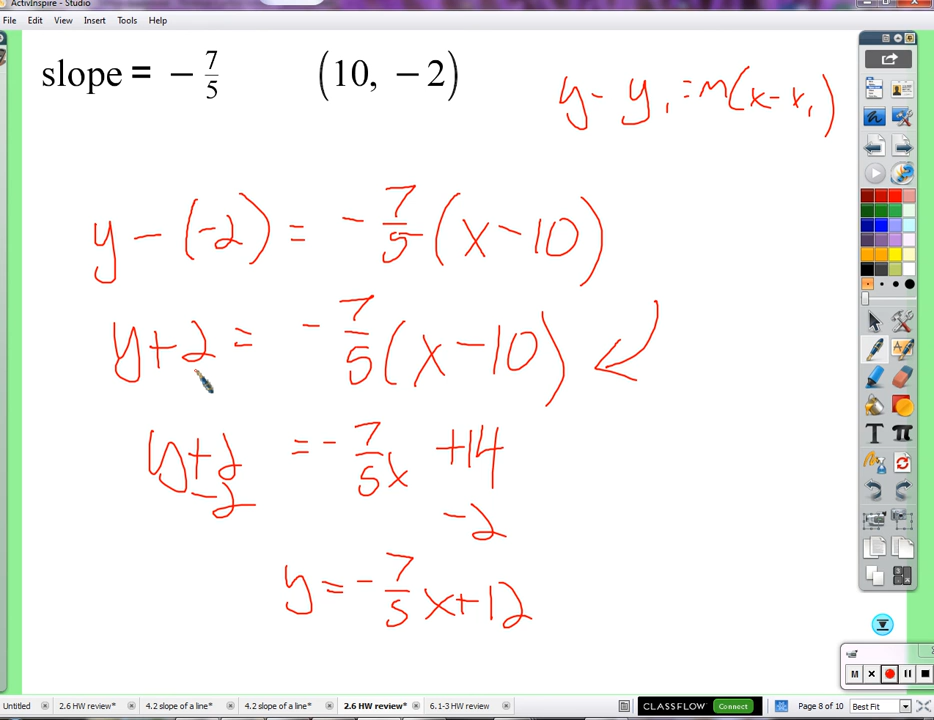 ActivInspire - Studio
File Edit View Insert Tools Help
slope = − 7/5 (10, −2)
y - y₁ = m(x - x₁)
y - (-2) = - 7/5 (x - 10)
y + 2 = - 7/5 (x - 10)
y + 2 = - 7/5 x + 14
- 2 - 2
y = - 7/5 x + 12
T π
M x
Untitled 2.6 HW review* 4.2 slope of a line* 4.2 slope of a line* 2.6 HW review* 6.1-3 HW review CLASSFLOW Connect Page 8 of 10 Best Fit